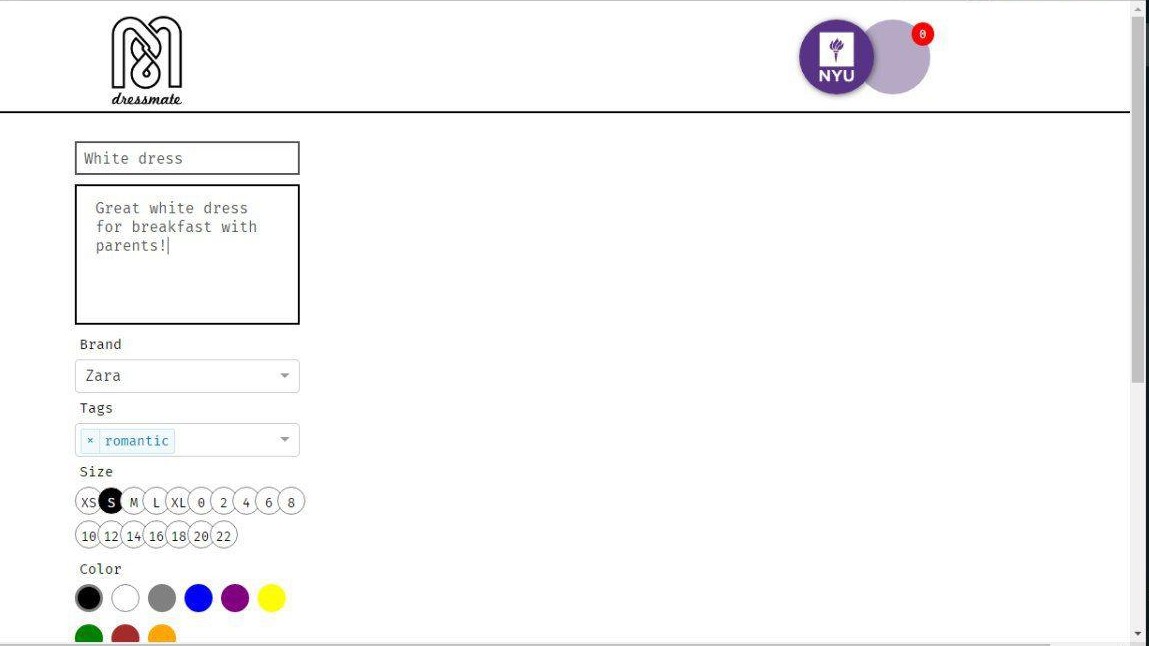 dressmate
NYU
0
White dress
Great white dress
for breakfast with
parents!
Brand
Zara
Tags
× romantic
Size
XS S M L XL 0 2 4 6 8
10 12 14 16 18 20 22
Color